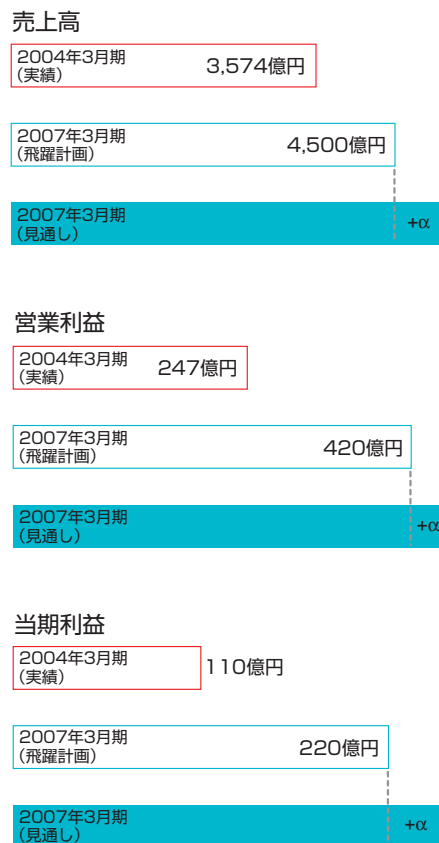 売上高
2004年3月期
（実績）
3,574億円
2007年3月期
（飛躍計画）
4,500億円
2007年3月期
（見通し）
+α
営業利益
2004年3月期
（実績）
247億円
2007年3月期
（飛躍計画）
420億円
2007年3月期
（見通し）
+α
当期利益
2004年3月期
（実績）
110億円
2007年3月期
（飛躍計画）
220億円
2007年3月期
（見通し）
+α